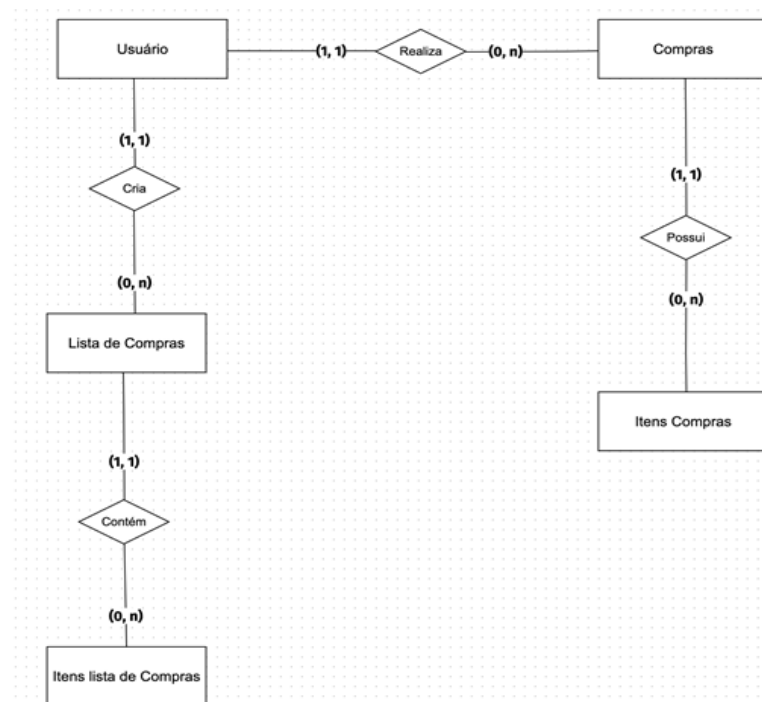 Usuário
(1, 1)
Realiza
(0, n)
Compras
(1, 1)
Cria
(0, n)
Lista de Compras
(1, 1)
Contém
(0, n)
Itens lista de Compras
(1, 1)
Possui
(0, n)
Itens Compras